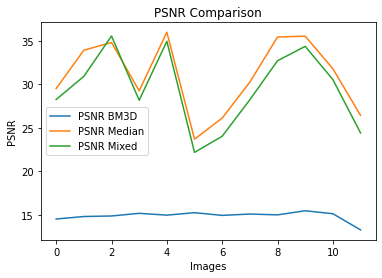 PSNR Comparison
35
30
25
20
15
PSNR
PSNR BM3D
PSNR Median
PSNR Mixed
0 2 4 6 8 10
Images